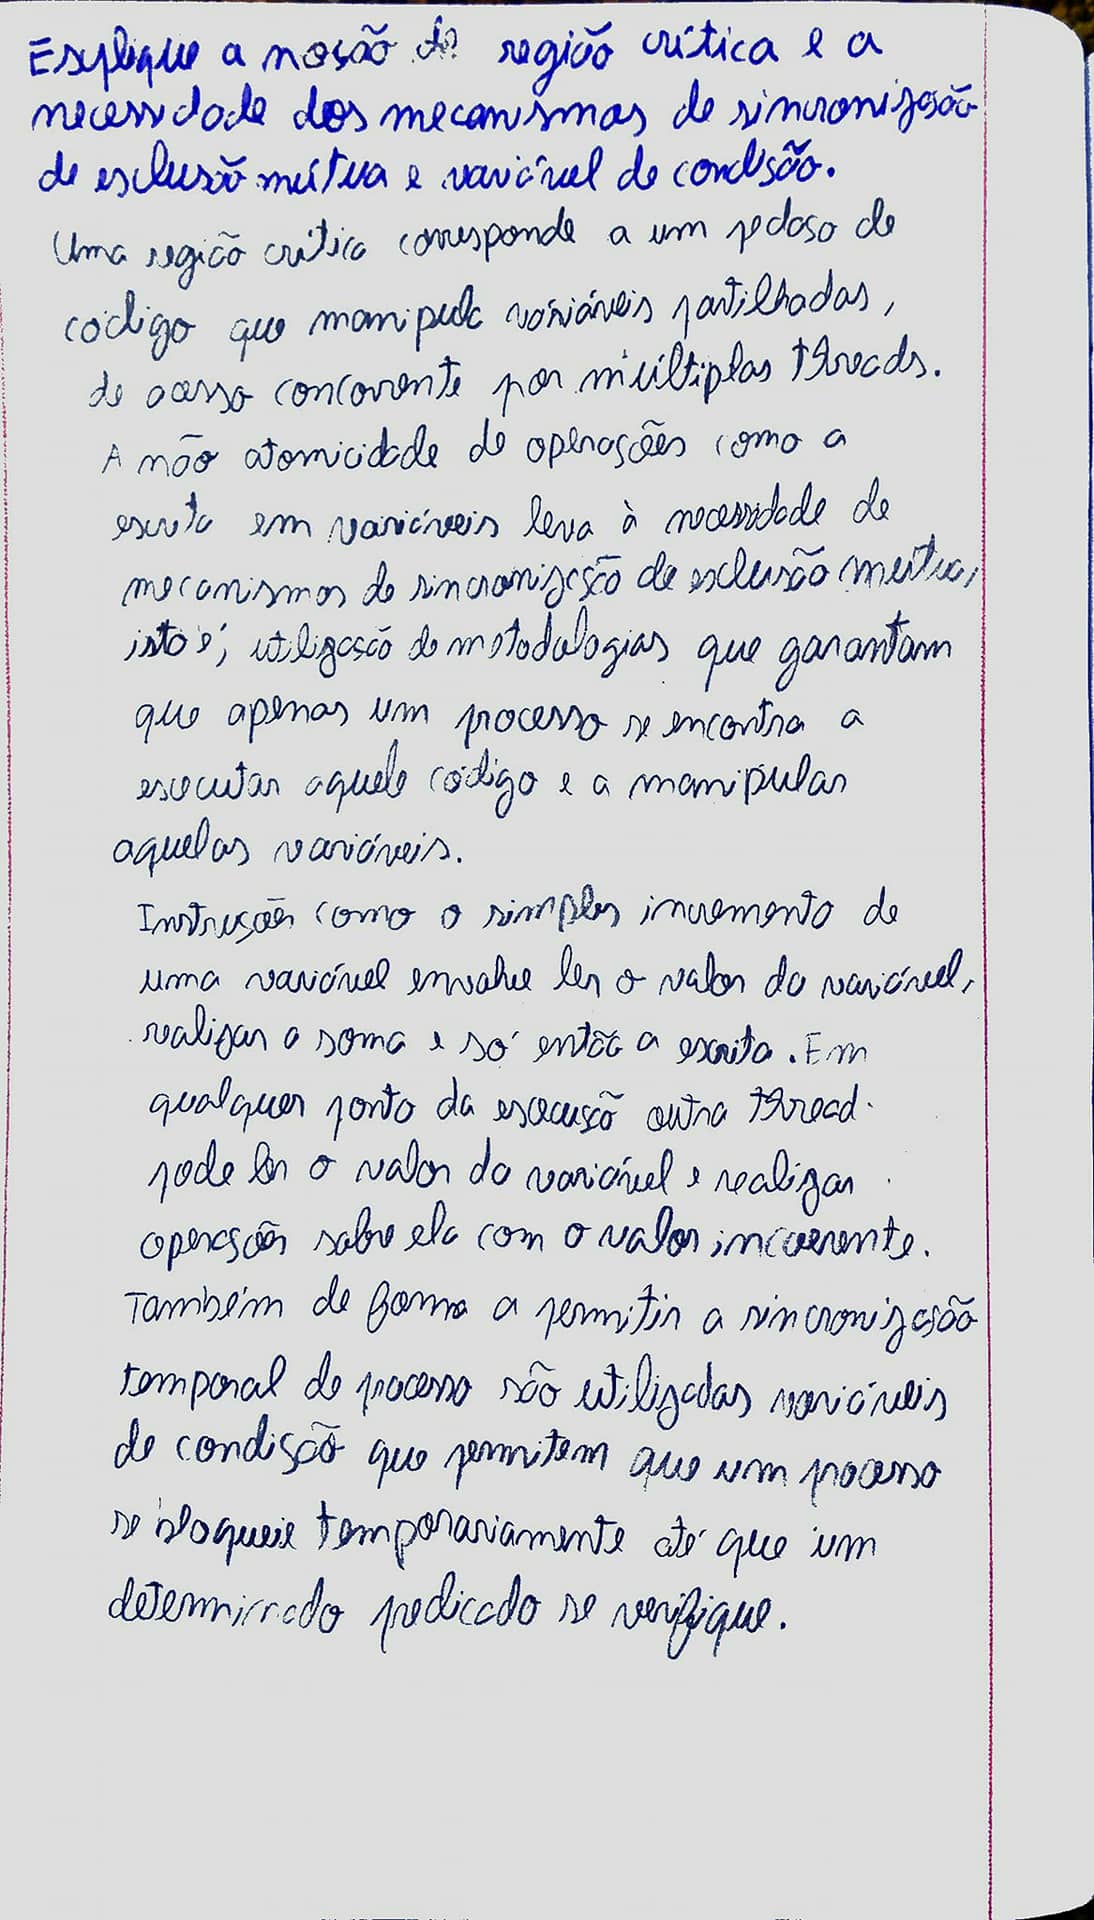 Explique a noção de região crítica e a
necessidade dos mecanismos de sincronização
de exclusão mútua e variável de condição.
Uma região crítica corresponde a um pedaço de
código que manipula variáveis partilhadas,
de acesso concorrente por múltiplas threads.
A não atomicidade de operações como a
escrita em variáveis leva à necessidade de
mecanismos de sincronização de exclusão mútua,
isto é, utilização de metodologias que garantam
que apenas um processo se encontra a
executar aquele código e a manipular
aquelas variáveis.
Instruções como o simples incremento de
uma variável envolve ler o valor da variável,
realizar a soma e só então a escrita. Em
qualquer ponto da execução outra thread
pode ler o valor da variável e realizar
operações sobre ela com o valor incoerente.
Também de forma a permitir a sincronização
temporal de processo são utilizadas variáveis
de condição que permitem que um processo
se bloqueie temporariamente até que um
determinado predicado se verifique.